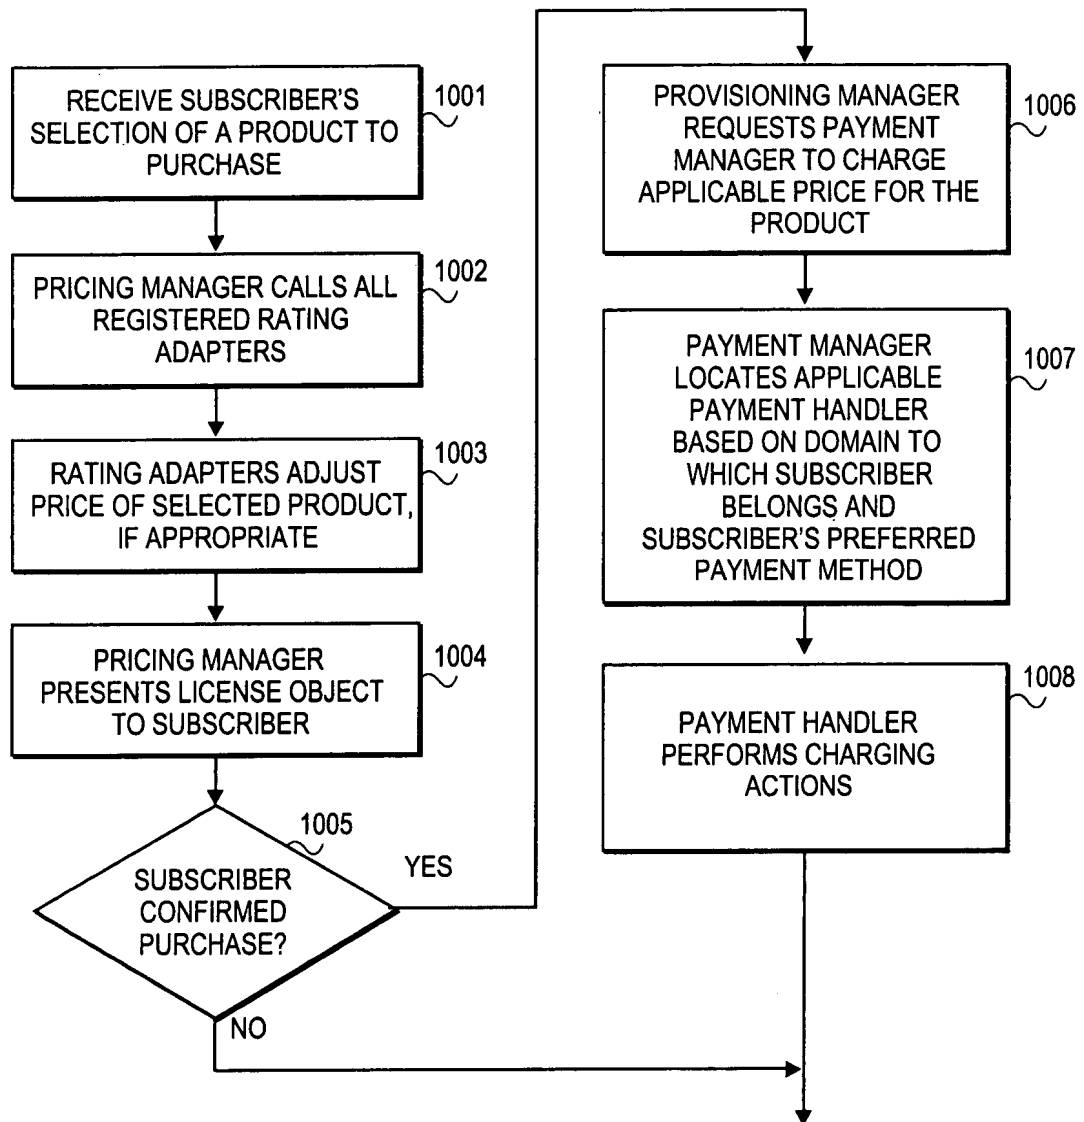 RECEIVE SUBSCRIBER'S
SELECTION OF A PRODUCT TO
PURCHASE
1001
PRICING MANAGER CALLS ALL
REGISTERED RATING
ADAPTERS
1002
RATING ADAPTERS ADJUST
PRICE OF SELECTED PRODUCT,
IF APPROPRIATE
1003
PRICING MANAGER
PRESENTS LICENSE OBJECT
TO SUBSCRIBER
1004
SUBSCRIBER
CONFIRMED
PURCHASE?
1005
YES
NO
PROVISIONING MANAGER
REQUESTS PAYMENT
MANAGER TO CHARGE
APPLICABLE PRICE FOR THE
PRODUCT
1006
PAYMENT MANAGER
LOCATES APPLICABLE
PAYMENT HANDLER
BASED ON DOMAIN TO
WHICH SUBSCRIBER
BELONGS AND
SUBSCRIBER'S PREFERRED
PAYMENT METHOD
1007
PAYMENT HANDLER
PERFORMS CHARGING
ACTIONS
1008